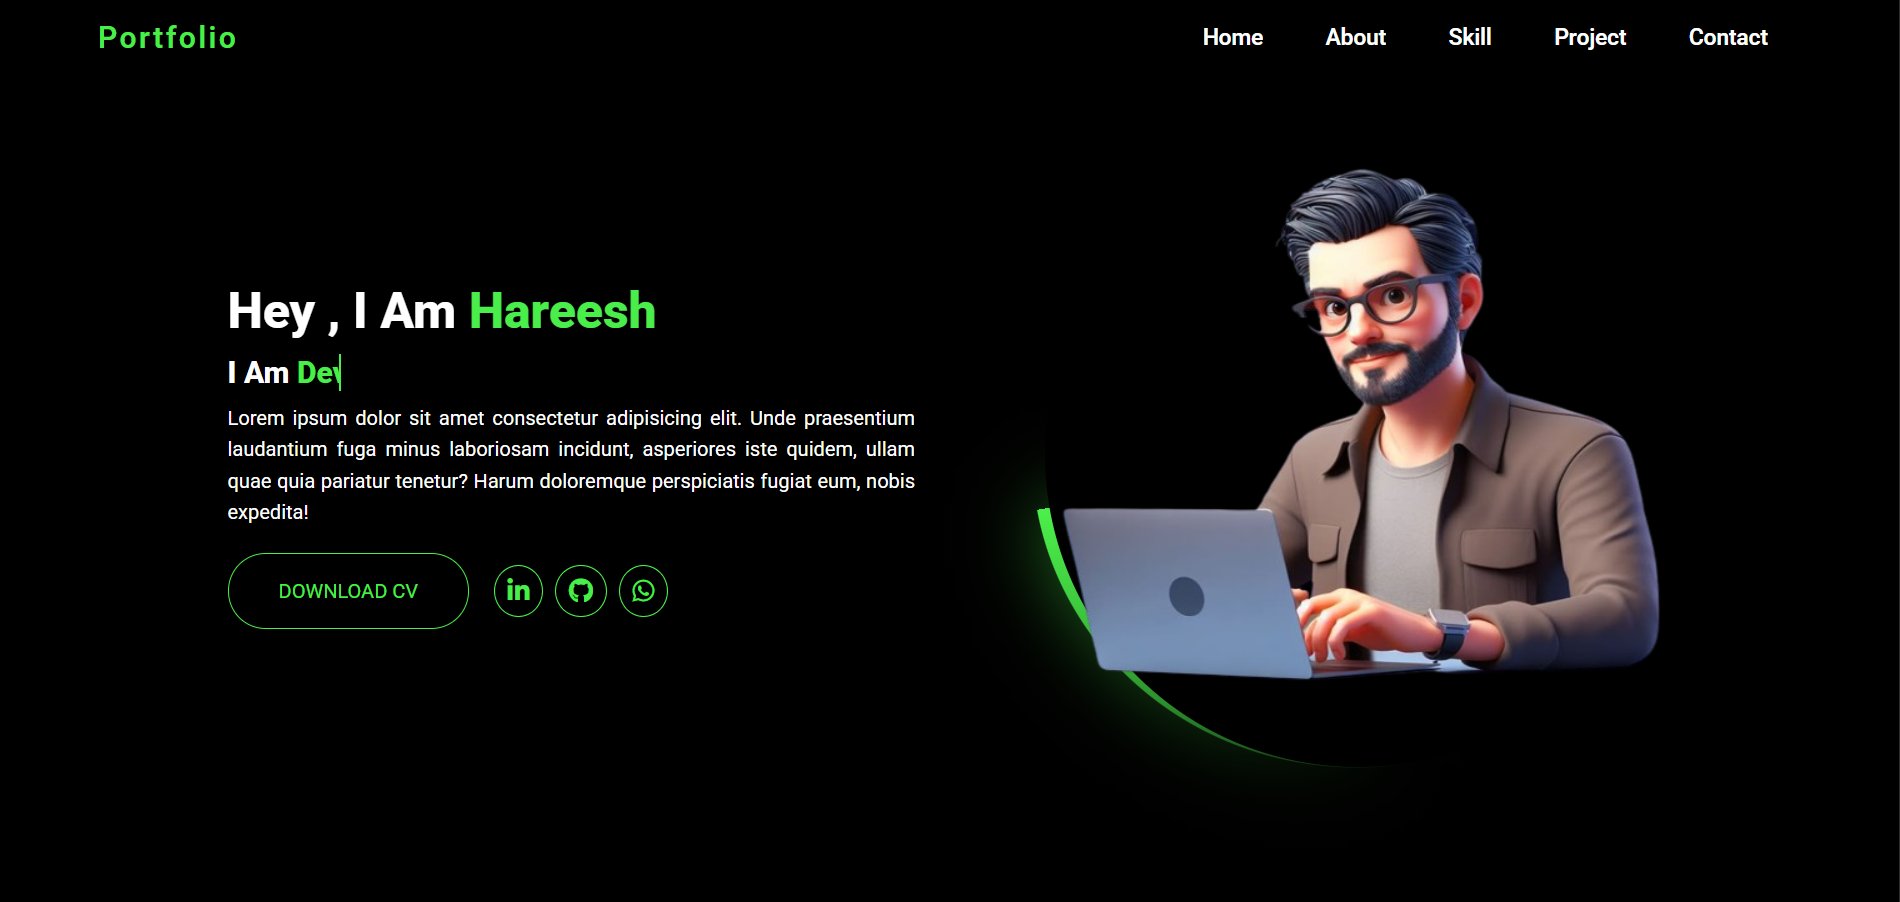 Portfolio
Home About Skill Project Contact
Hey , I Am Hareesh
I Am Dev
Lorem ipsum dolor sit amet consectetur adipisicing elit. Unde praesentium
laudantium fuga minus laboriosam incidunt, asperiores iste quidem, ullam
quae quia pariatur tenetur? Harum doloremque perspiciatis fugiat eum, nobis
expedita!
DOWNLOAD CV